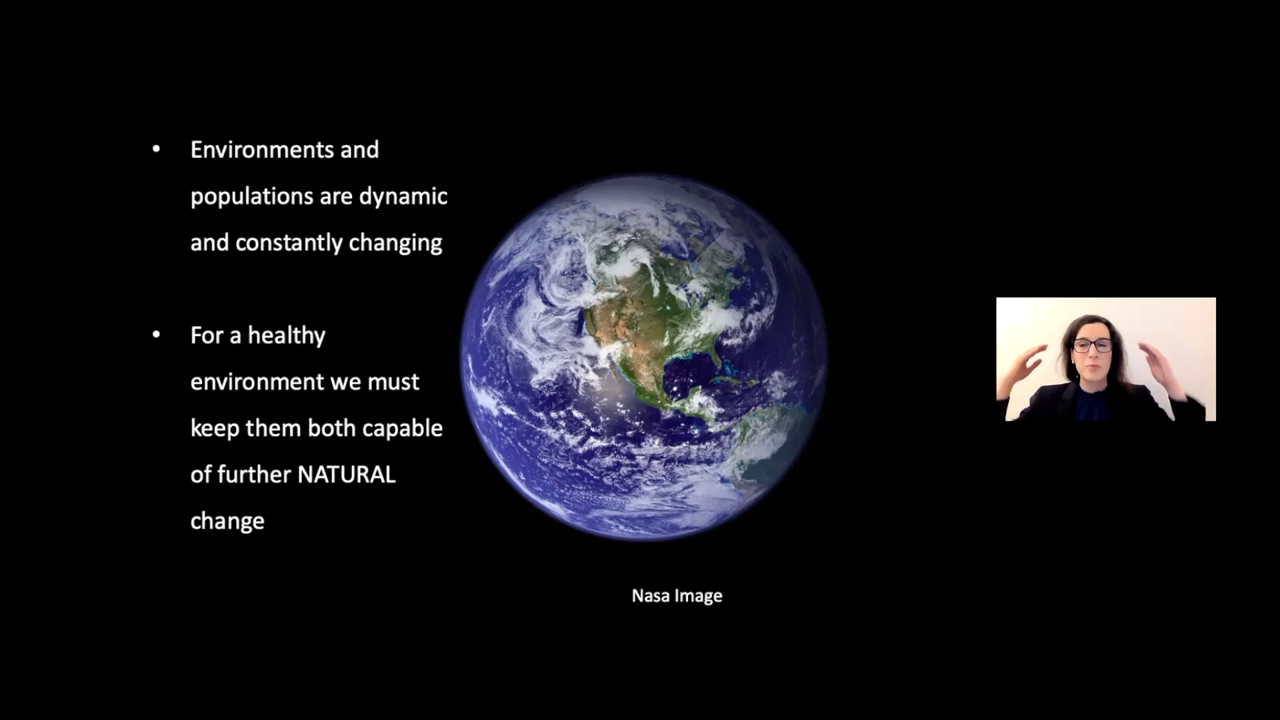 • Environments and
populations are dynamic
and constantly changing
• For a healthy
environment we must
keep them both capable
of further NATURAL
change
Nasa Image